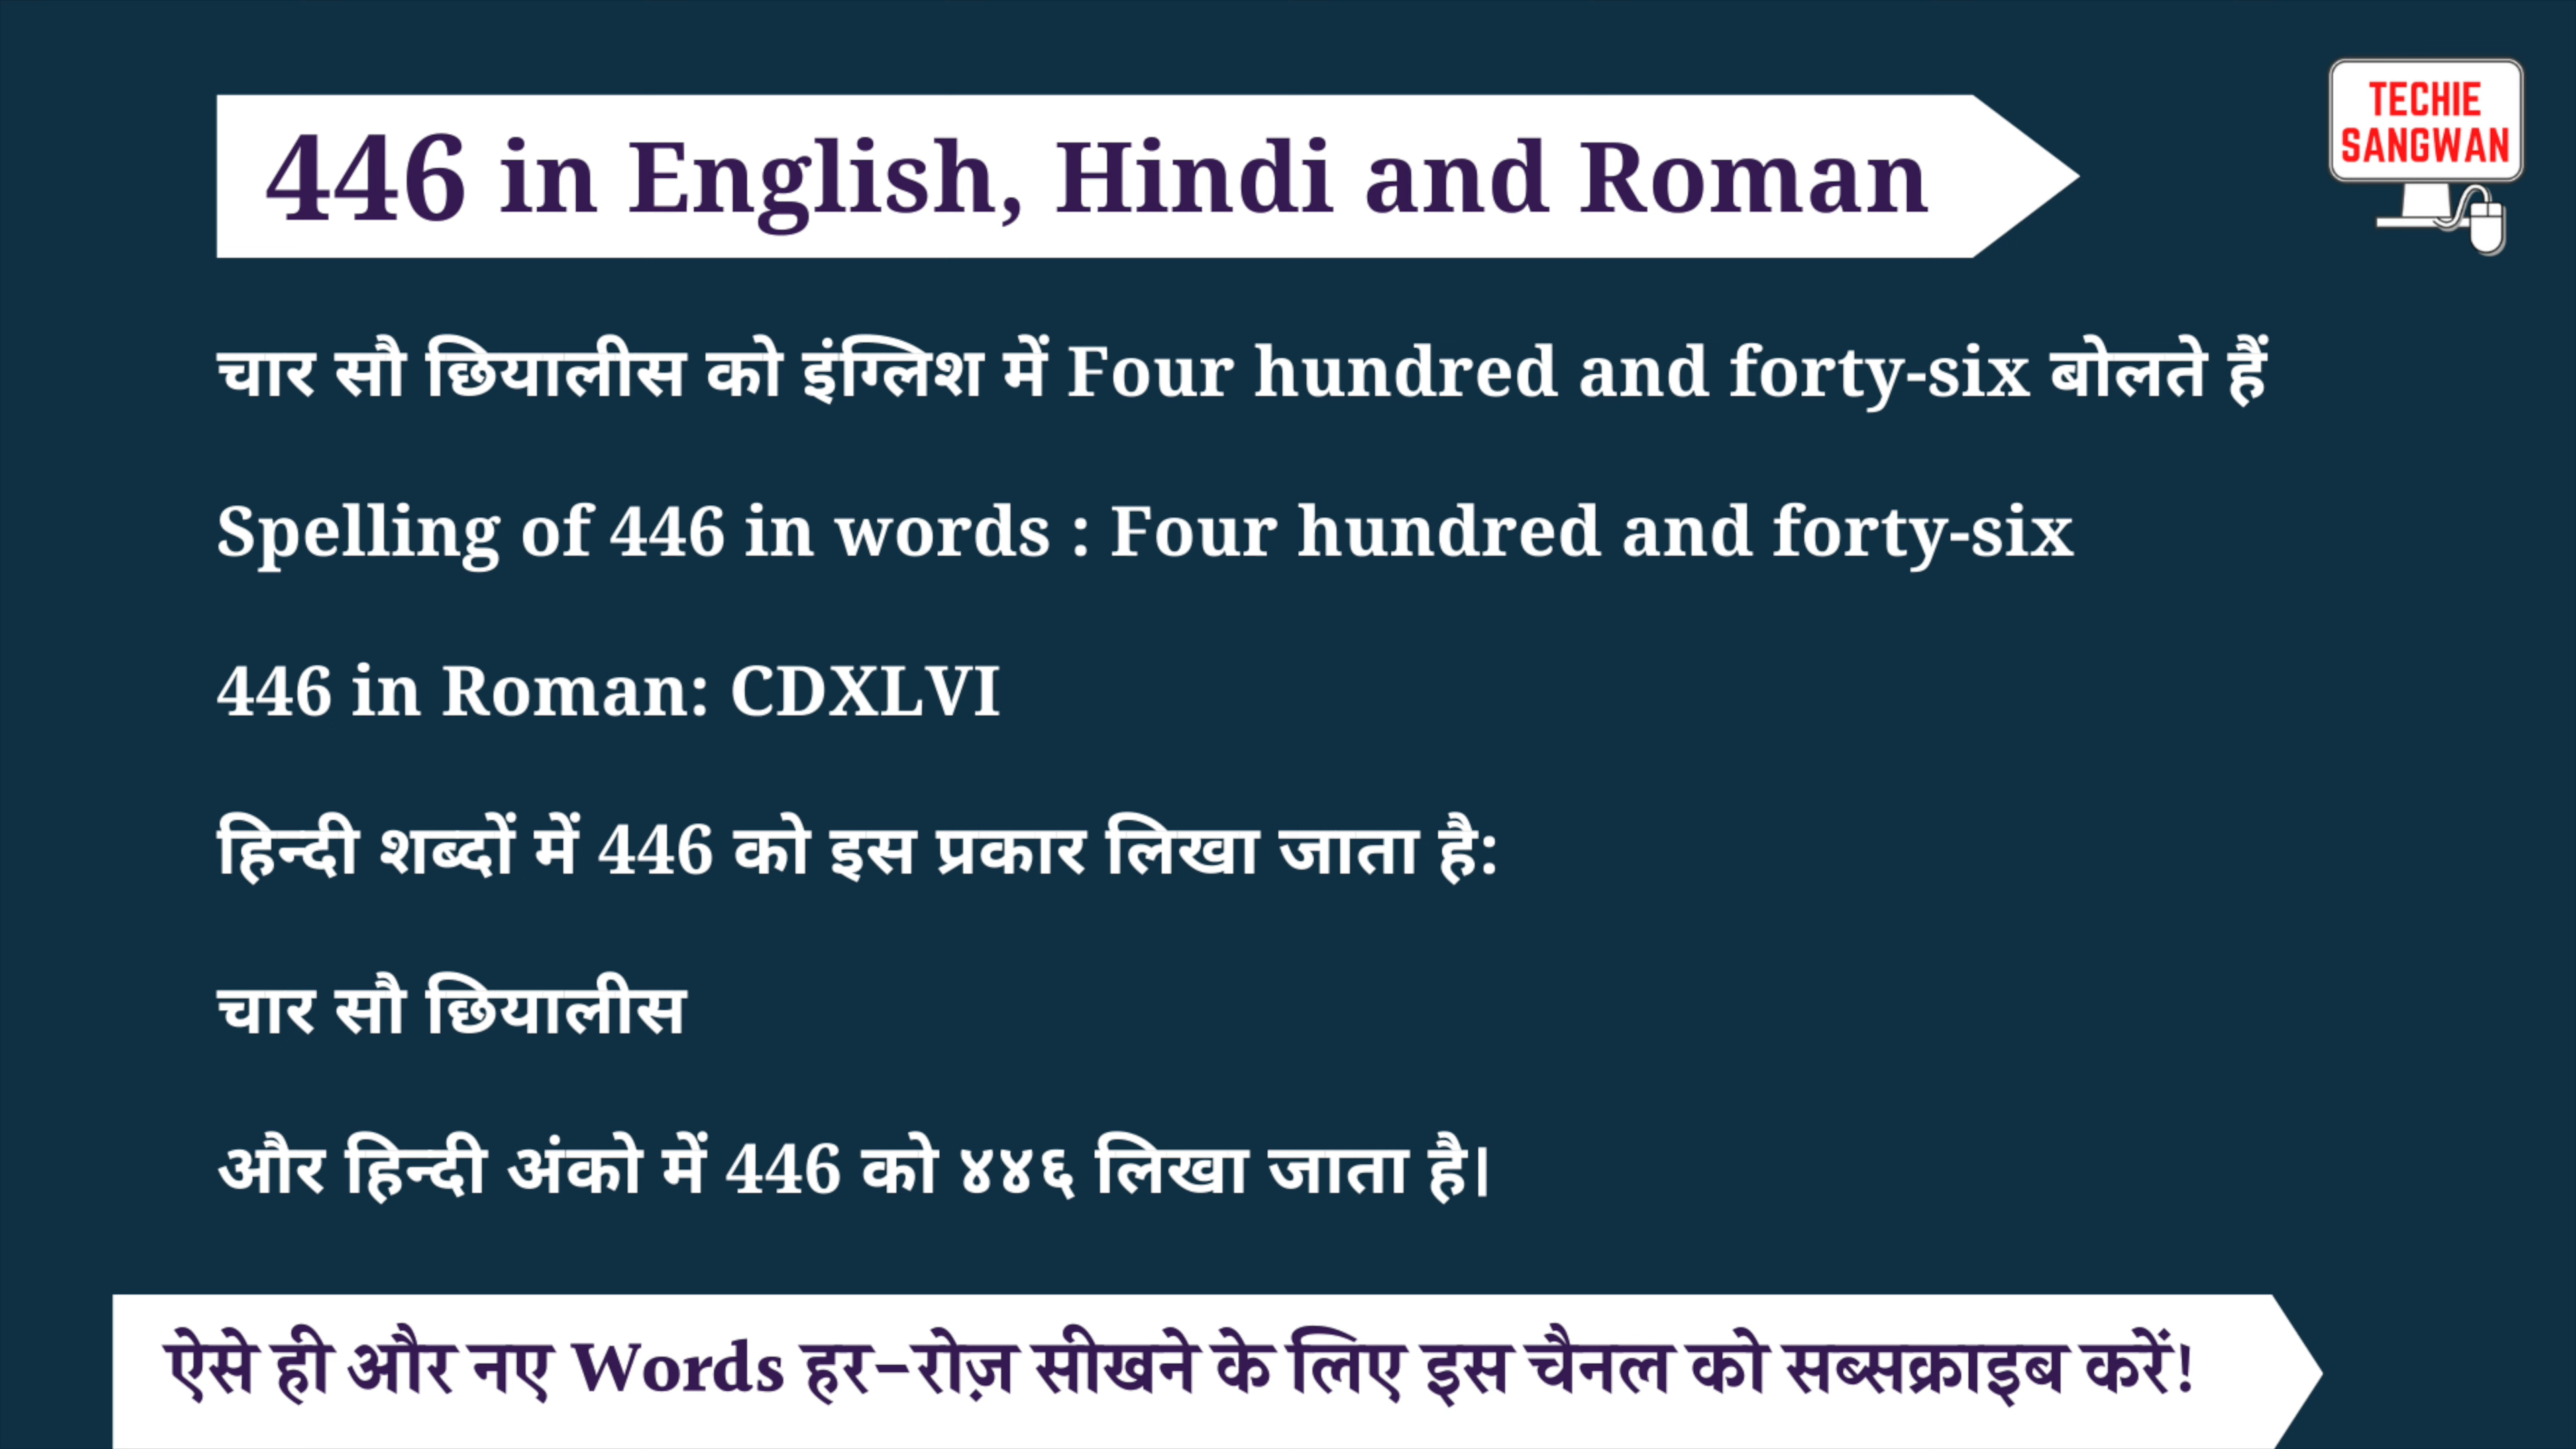 446 in English, Hindi and Roman
TECHIE
SANGWAN
चार सौ छियालीस को इंग्लिश में Four hundred and forty-six बोलते हैं
Spelling of 446 in words : Four hundred and forty-six
446 in Roman: CDXLVI
हिन्दी शब्दों में 446 को इस प्रकार लिखा जाता है:
चार सौ छियालीस
और हिन्दी अंको में 446 को ४४६ लिखा जाता है।
ऐसे ही और नए Words हर-रोज़ सीखने के लिए इस चैनल को सब्सक्राइब करें!